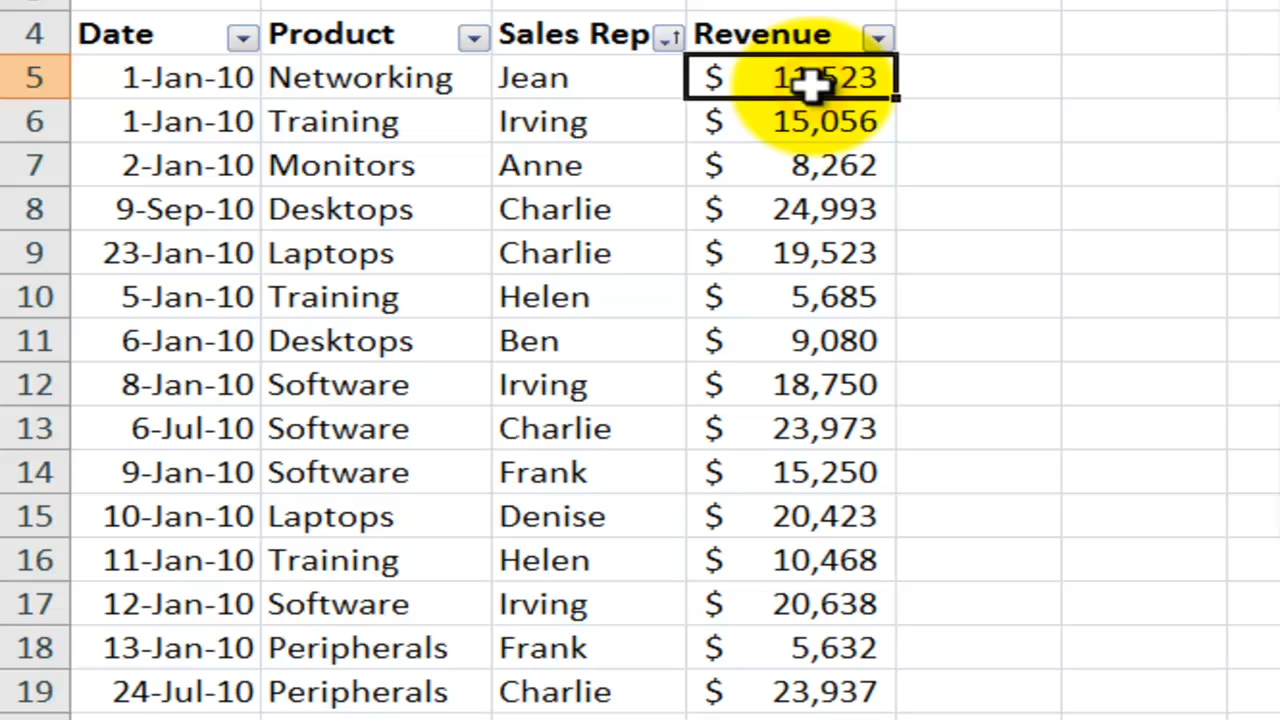 4 Date Product Sales Rep Revenue
5 1-Jan-10 Networking Jean $
6 1-Jan-10 Training Irving $ 15,056
7 2-Jan-10 Monitors Anne $ 8,262
8 9-Sep-10 Desktops Charlie $ 24,993
9 23-Jan-10 Laptops Charlie $ 19,523
10 5-Jan-10 Training Helen $ 5,685
11 6-Jan-10 Desktops Ben $ 9,080
12 8-Jan-10 Software Irving $ 18,750
13 6-Jul-10 Software Charlie $ 23,973
14 9-Jan-10 Software Frank $ 15,250
15 10-Jan-10 Laptops Denise $ 20,423
16 11-Jan-10 Training Helen $ 10,468
17 12-Jan-10 Software Irving $ 20,638
18 13-Jan-10 Peripherals Frank $ 5,632
19 24-Jul-10 Peripherals Charlie $ 23,937